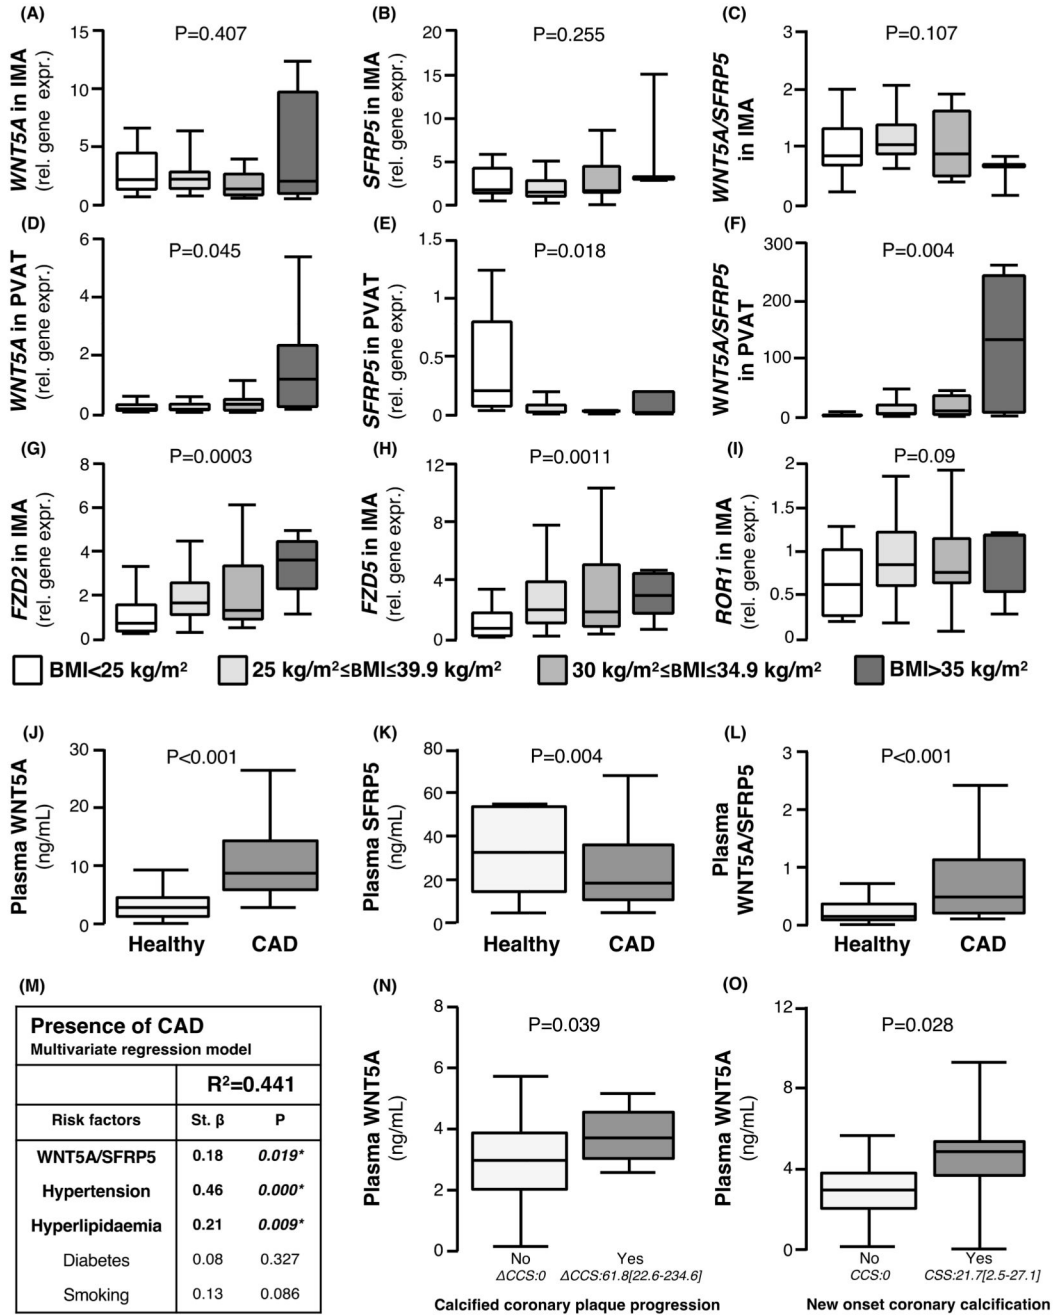 (A)
WNT5A in IMA
(rel. gene expr.)
P=0.407
15
10
5
0
(B)
SFRP5 in IMA
(rel. gene expr.)
P=0.255
20
15
10
5
0
(C)
WNT5A/SFRP5
in IMA
P=0.107
3
2
1
0
(D)
WNT5A in PVAT
(rel. gene expr.)
P=0.045
6
4
2
0
(E)
SFRP5 in PVAT
(rel. gene expr.)
P=0.018
1.5
1
0.5
0
(F)
WNT5A/SFRP5
in PVAT
P=0.004
300
200
100
0
(G)
FZD2 in IMA
(rel. gene expr.)
P=0.0003
8
6
4
2
0
(H)
FZD5 in IMA
(rel. gene expr.)
P=0.0011
12
8
4
0
(I)
ROR1 in IMA
(rel. gene expr.)
P=0.09
2
1.5
1
0.5
0
BMI<25 kg/m²
25 kg/m²≤BMI≤39.9 kg/m²
30 kg/m²≤BMI≤34.9 kg/m²
BMI>35 kg/m²
(J)
Plasma WNT5A
(ng/mL)
P<0.001
30
20
10
0
Healthy CAD
(K)
Plasma SFRP5
(ng/mL)
P=0.004
80
60
40
20
0
Healthy CAD
(L)
Plasma
WNT5A/SFRP5
P<0.001
3
2
1
0
Healthy CAD
(M)
Presence of CAD
Multivariate regression model
R²=0.441
Risk factors St. β P
WNT5A/SFRP5 0.18 0.019*
Hypertension 0.46 0.000*
Hyperlipidaemia 0.21 0.009*
Diabetes 0.08 0.327
Smoking 0.13 0.086
(N)
Plasma WNT5A
(ng/mL)
P=0.039
8
6
4
2
0
No Yes
ΔCCS:0 ΔCCS:61.8[22.6-234.6]
Calcified coronary plaque progression
(O)
Plasma WNT5A
(ng/mL)
P=0.028
12
8
4
0
No Yes
CCS:0 CSS:21.7[2.5-27.1]
New onset coronary calcification